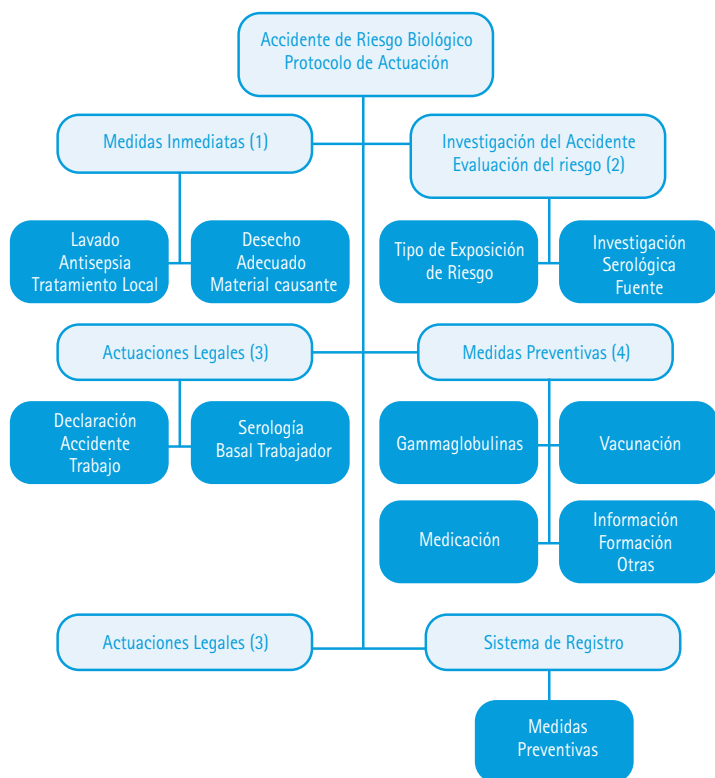 Accidente de Riesgo Biológico
Protocolo de Actuación
Medidas Inmediatas (1)
Investigación del Accidente
Evaluación del riesgo (2)
Lavado
Antisepsia
Tratamiento Local
Desecho
Adecuado
Material causante
Tipo de Exposición
de Riesgo
Investigación
Serológica
Fuente
Actuaciones Legales (3)
Medidas Preventivas (4)
Declaración
Accidente
Trabajo
Serología
Basal Trabajador
Gammaglobulinas
Vacunación
Medicación
Información
Formación
Otras
Actuaciones Legales (3)
Sistema de Registro
Medidas
Preventivas